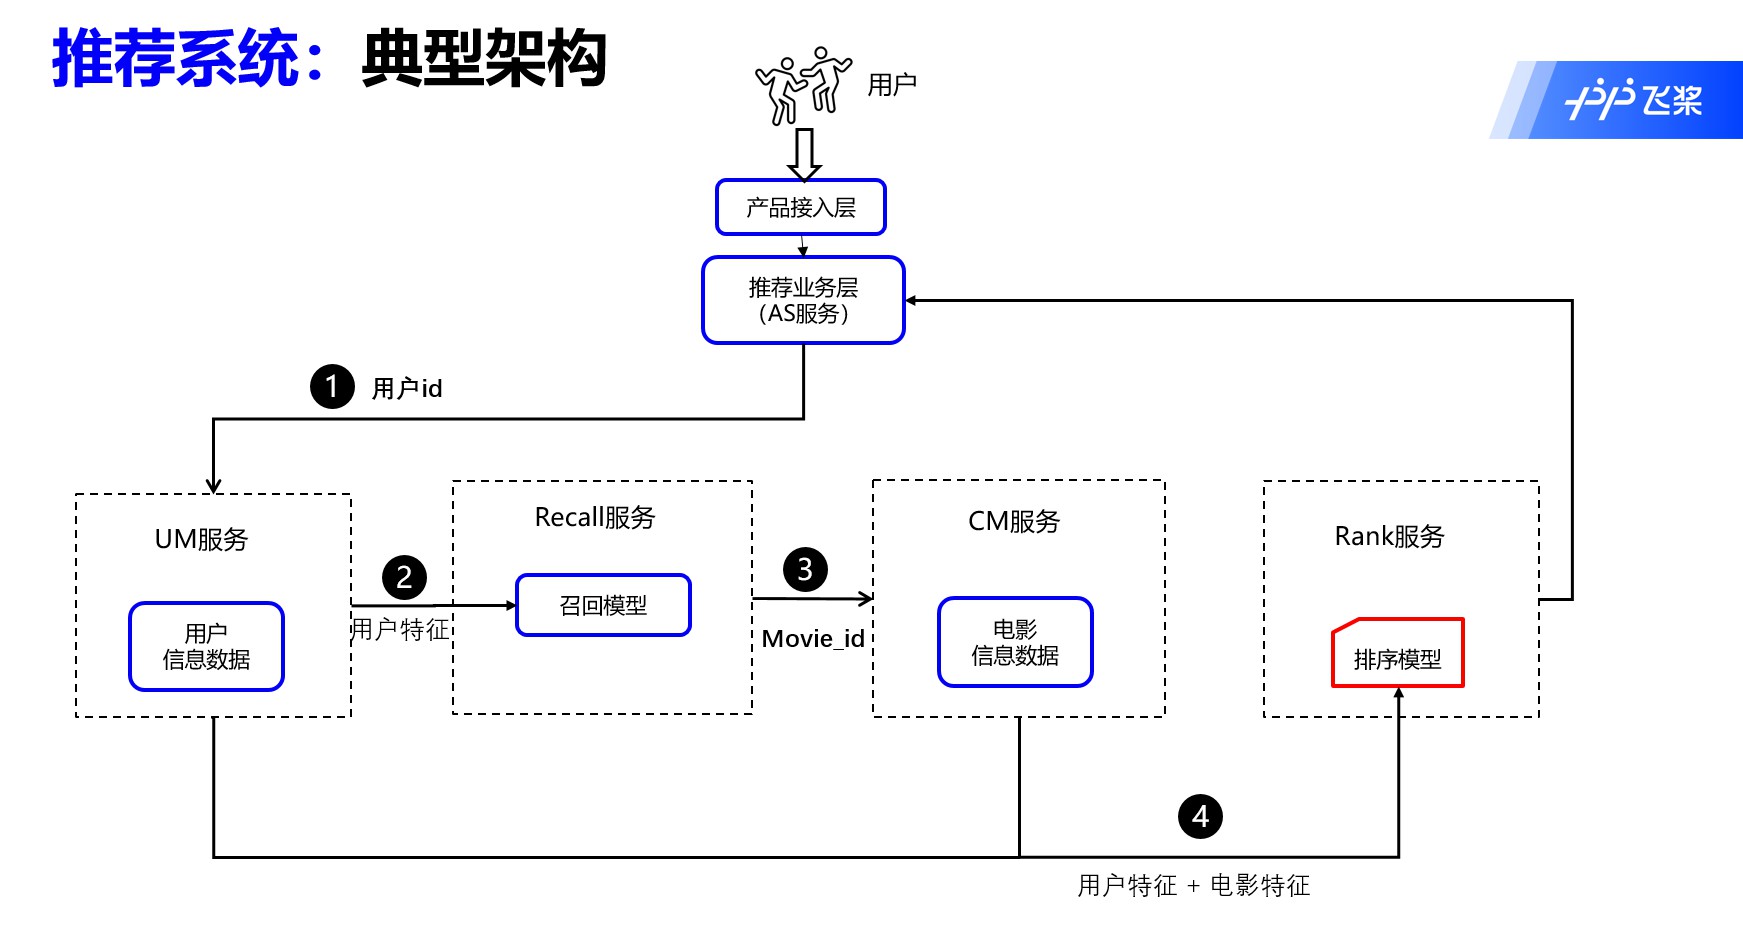 推荐系统：典型架构
用户
飞桨
产品接入层
推荐业务层
（AS服务）
1 用户id
UM服务
用户
信息数据
2
用户特征
Recall服务
召回模型
3
Movie_id
CM服务
电影
信息数据
Rank服务
排序模型
4
用户特征 + 电影特征